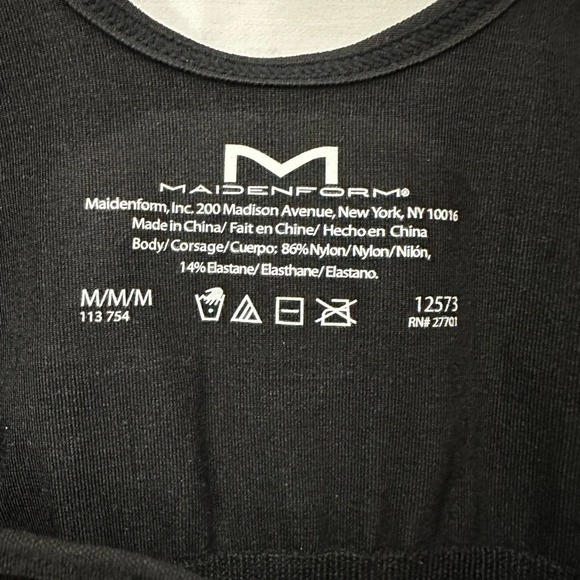 M
MAIDENFORM®
Maidenform, Inc. 200 Madison Avenue, New York, NY 10016
Made in China/ Fait en Chine/ Hecho en China
Body/ Corsage/ Cuerpo: 86% Nylon/ Nylon/ Nilón,
14% Elastane/ Elasthane/ Elastano.
M/M/M
113 754
12573
RN# 27701